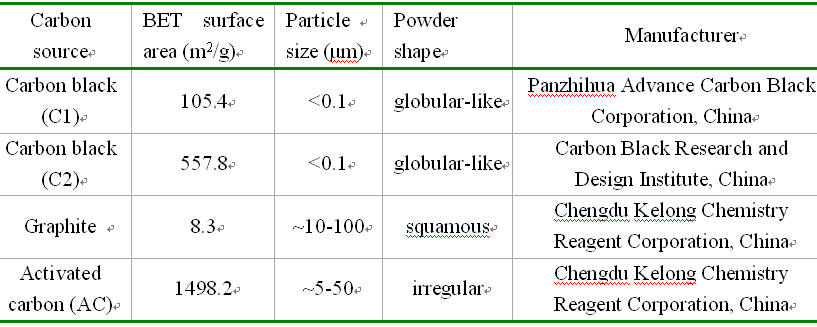 Carbon source BET surface area (m²/g) Particle size (μm) Powder shape Manufacturer
Carbon black (C1) 105.4 <0.1 globular-like Panzhihua Advance Carbon Black Corporation, China
Carbon black (C2) 557.8 <0.1 globular-like Carbon Black Research and Design Institute, China
Graphite 8.3 ~10-100 squamous Chengdu Kelong Chemistry Reagent Corporation, China
Activated carbon (AC) 1498.2 ~5-50 irregular Chengdu Kelong Chemistry Reagent Corporation, China